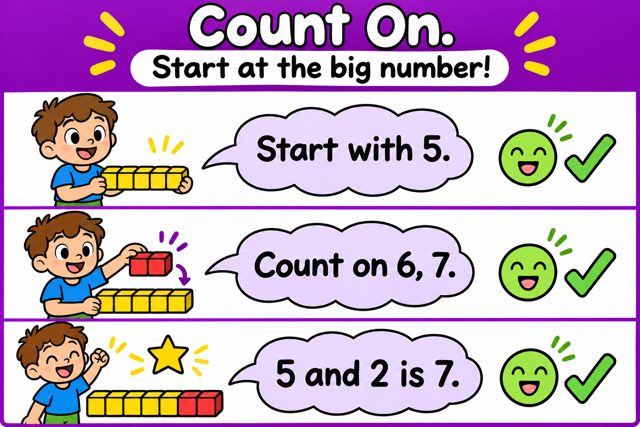 Count On.
Start at the big number!
Start with 5.
Count on 6, 7.
5 and 2 is 7.